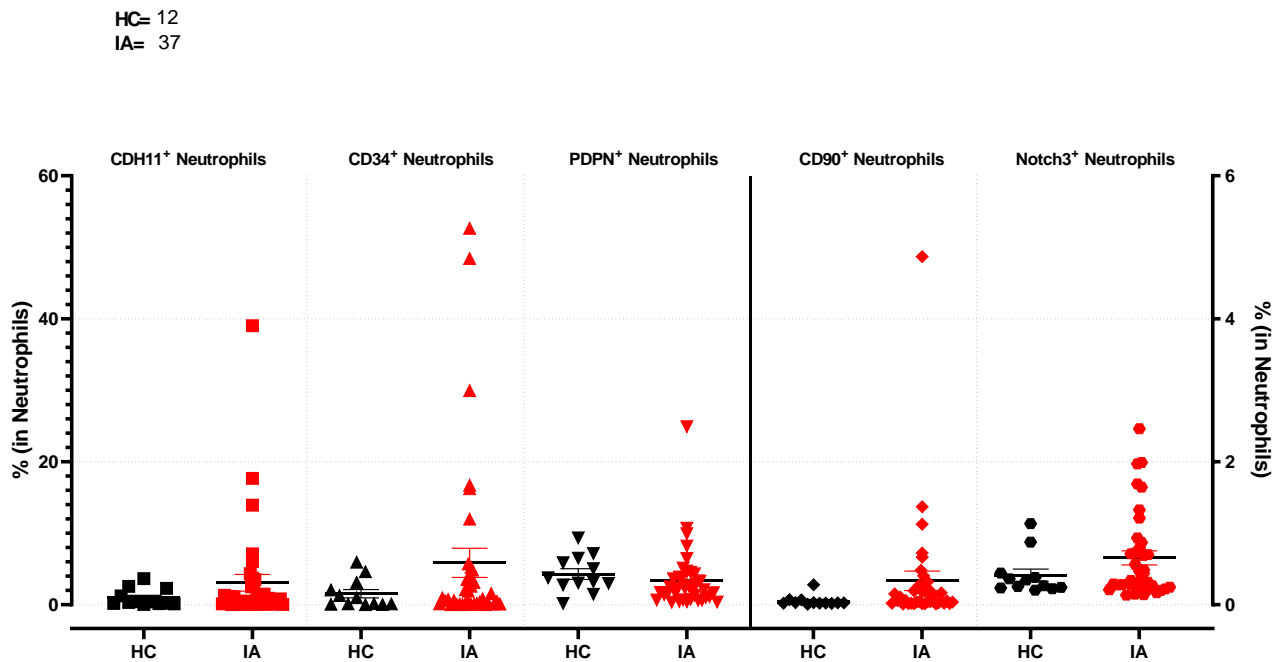 HC= 12
IA= 37
CDH11⁺ Neutrophils CD34⁺ Neutrophils PDPN⁺ Neutrophils CD90⁺ Neutrophils Notch3⁺ Neutrophils
60 6
40 4
20 2
0 0
% (in Neutrophils)
% (in Neutrophils)
HC IA HC IA HC IA HC IA HC IA